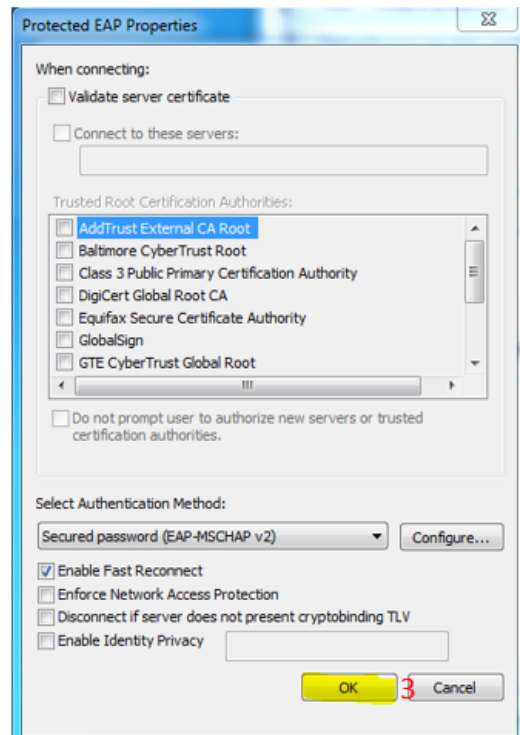 Protected EAP Properties
When connecting:
Validate server certificate
Connect to these servers:
Trusted Root Certification Authorities:
AddTrust External CA Root
Baltimore CyberTrust Root
Class 3 Public Primary Certification Authority
DigiCert Global Root CA
Equifax Secure Certificate Authority
GlobalSign
GTE CyberTrust Global Root
Do not prompt user to authorize new servers or trusted
certification authorities.
Select Authentication Method:
Secured password (EAP-MSCHAP v2) Configure...
Enable Fast Reconnect
Enforce Network Access Protection
Disconnect if server does not present cryptobinding TLV
Enable Identity Privacy
OK 3 Cancel